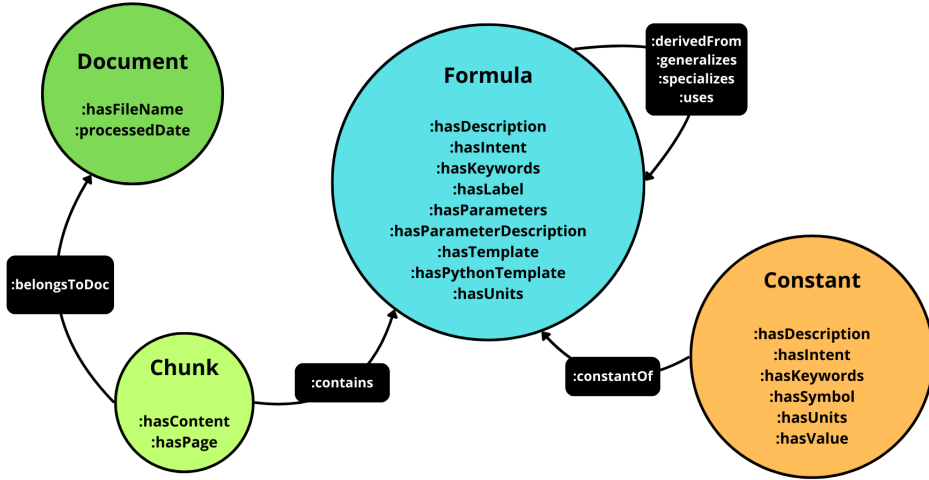 Document
:hasFileName
:processedDate
Formula
:hasDescription
:hasIntent
:hasKeywords
:hasLabel
:hasParameters
:hasParameterDescription
:hasTemplate
:hasPythonTemplate
:hasUnits
:derivedFrom
:generalizes
:specializes
:uses
:belongsToDoc
Chunk
:hasContent
:hasPage
:contains
:constantOf
Constant
:hasDescription
:hasIntent
:hasKeywords
:hasSymbol
:hasUnits
:hasValue